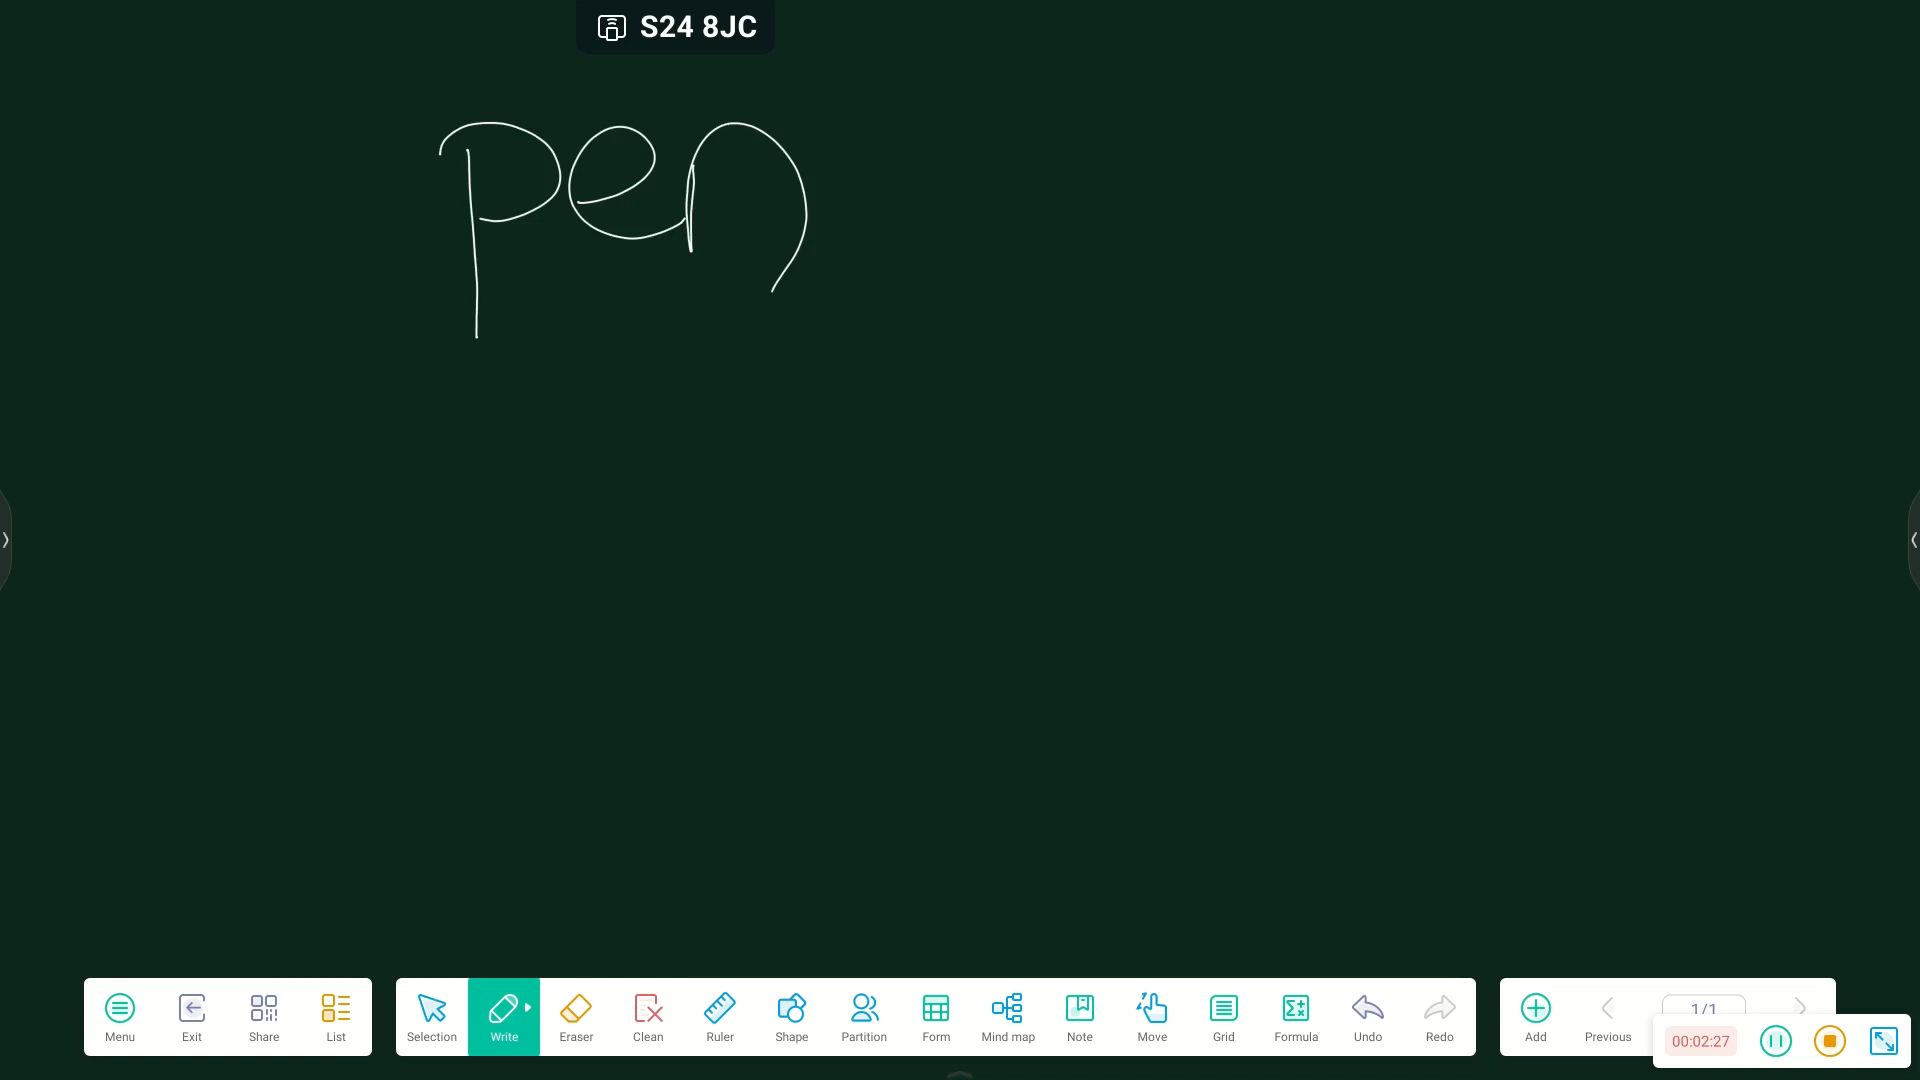 S24 8JC
pen
Menu Exit Share List Selection Write Eraser Clean Ruler Shape Partition Form Mind map Note Move Grid Formula Undo Redo Add Previous 1/1
00:02:27